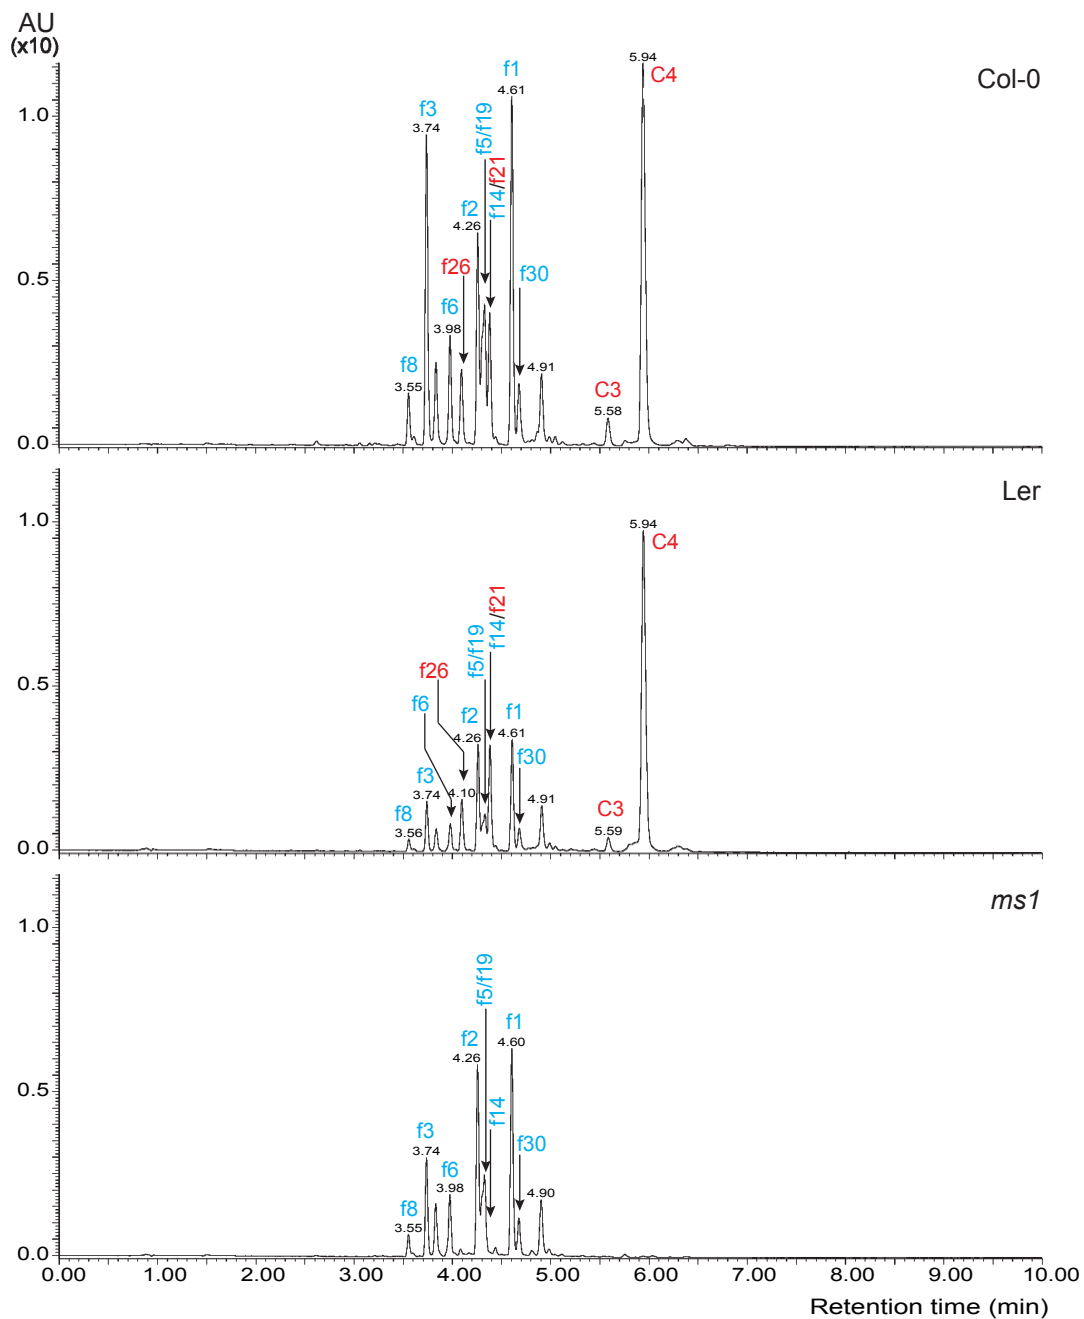 AU
(x10)
Col-0
5.94
C4
f1
4.61
1.0
f3
3.74
f5/f19
f14/f21
f2
4.26
f26
f30
0.5
f6
3.98
f8
3.55
4.91
C3
5.58
0.0
Ler
1.0
5.94
C4
f14/f21
f5/f19
0.5
f26
f6
f2
4.26
f1
4.61
f30
f3
3.74
4.10
4.91
f8
3.56
C3
5.59
0.0
ms1
1.0
f5/f19
f2
4.26
f1
4.60
0.5
f14
f3
3.74
f30
f6
3.98
4.90
f8
3.55
0.0
0.00 1.00 2.00 3.00 4.00 5.00 6.00 7.00 8.00 9.00 10.00
Retention time (min)